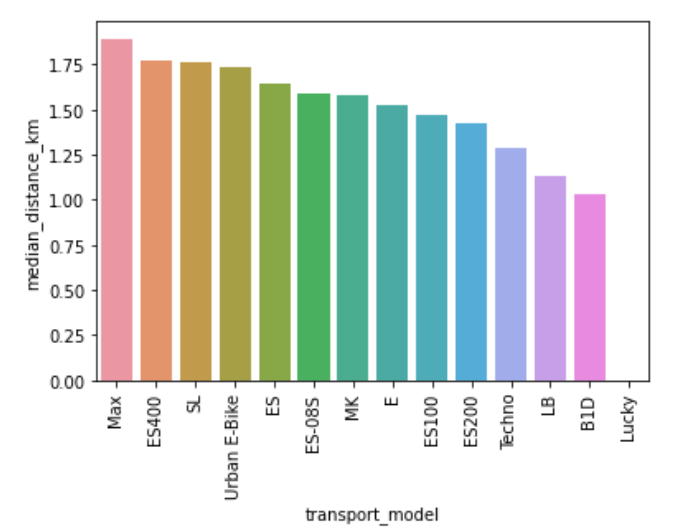 median_distance_km
1.75
1.50
1.25
1.00
0.75
0.50
0.25
0.00
Max
ES400
SL
Urban E-Bike
ES
ES-08S
MK
E
ES100
ES200
Techno
LB
B1D
Lucky
transport_model